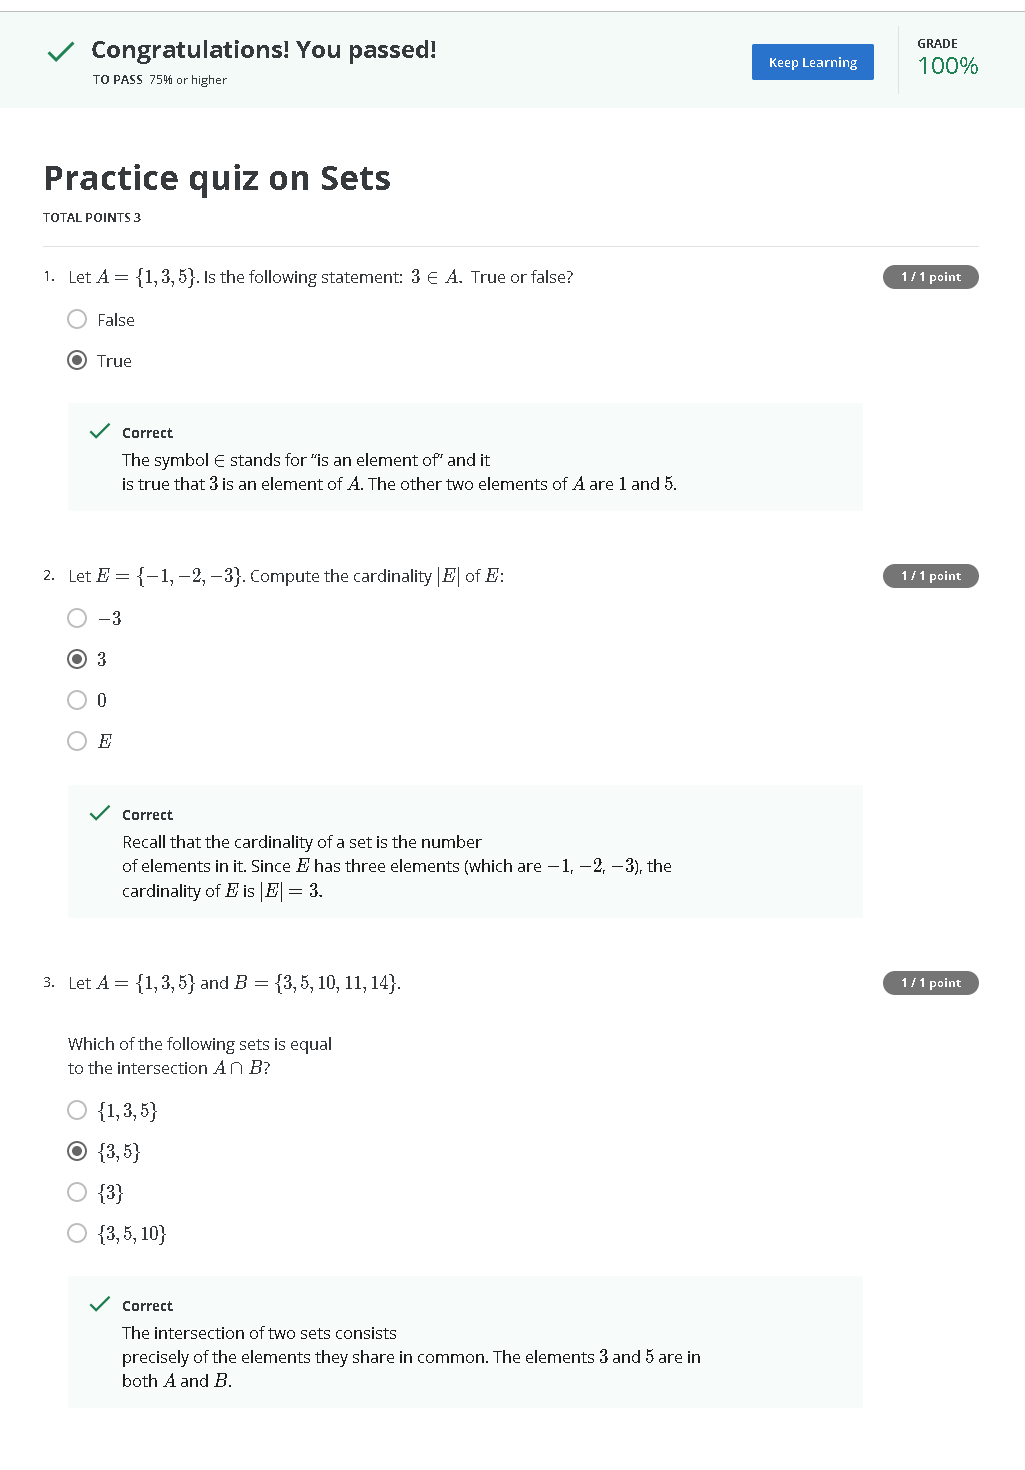 Congratulations! You passed!
TO PASS 75% or higher
Keep Learning
GRADE
100%
Practice quiz on Sets
TOTAL POINTS 3
1. Let A = {1, 3, 5}. Is the following statement: 3 ∈ A. True or false?
1 / 1 point
False
True
Correct
The symbol ∈ stands for “is an element of” and it
is true that 3 is an element of A. The other two elements of A are 1 and 5.
2. Let E = {−1, −2, −3}. Compute the cardinality |E| of E:
1 / 1 point
−3
3
0
E
Correct
Recall that the cardinality of a set is the number
of elements in it. Since E has three elements (which are −1, −2, −3), the
cardinality of E is |E| = 3.
3. Let A = {1, 3, 5} and B = {3, 5, 10, 11, 14}.
1 / 1 point
Which of the following sets is equal
to the intersection A ∩ B?
{1, 3, 5}
{3, 5}
{3}
{3, 5, 10}
Correct
The intersection of two sets consists
precisely of the elements they share in common. The elements 3 and 5 are in
both A and B.